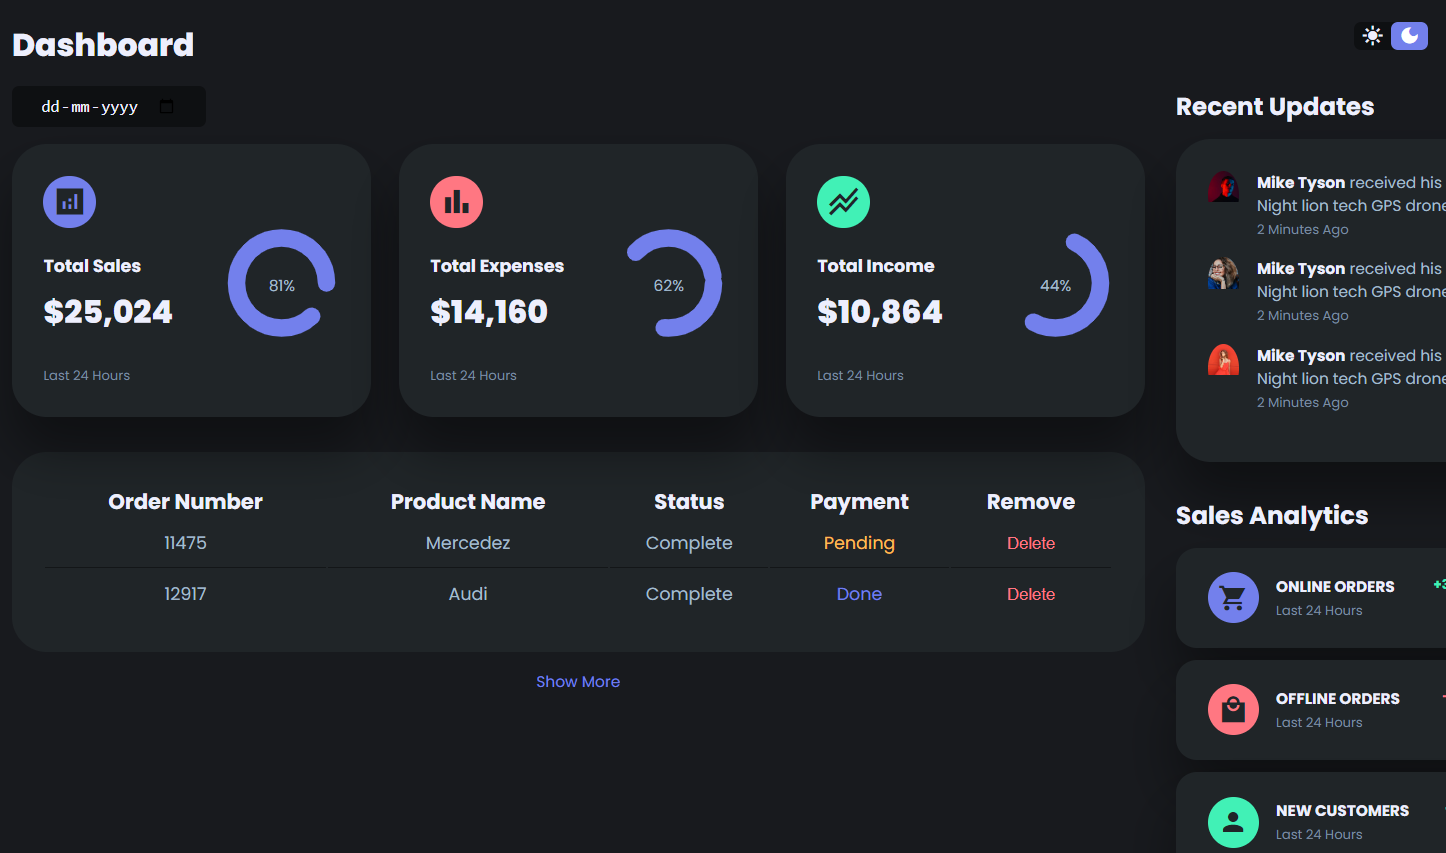 Dashboard
dd-mm-yyyy
Total Sales
$25,024
81%
Last 24 Hours
Total Expenses
$14,160
62%
Last 24 Hours
Total Income
$10,864
44%
Last 24 Hours
Order Number Product Name Status Payment Remove
11475 Mercedez Complete Pending Delete
12917 Audi Complete Done Delete
Show More
Recent Updates
Mike Tyson received his
Night lion tech GPS drone
2 Minutes Ago
Mike Tyson received his
Night lion tech GPS drone
2 Minutes Ago
Mike Tyson received his
Night lion tech GPS drone
2 Minutes Ago
Sales Analytics
ONLINE ORDERS
Last 24 Hours
OFFLINE ORDERS
Last 24 Hours
NEW CUSTOMERS
Last 24 Hours